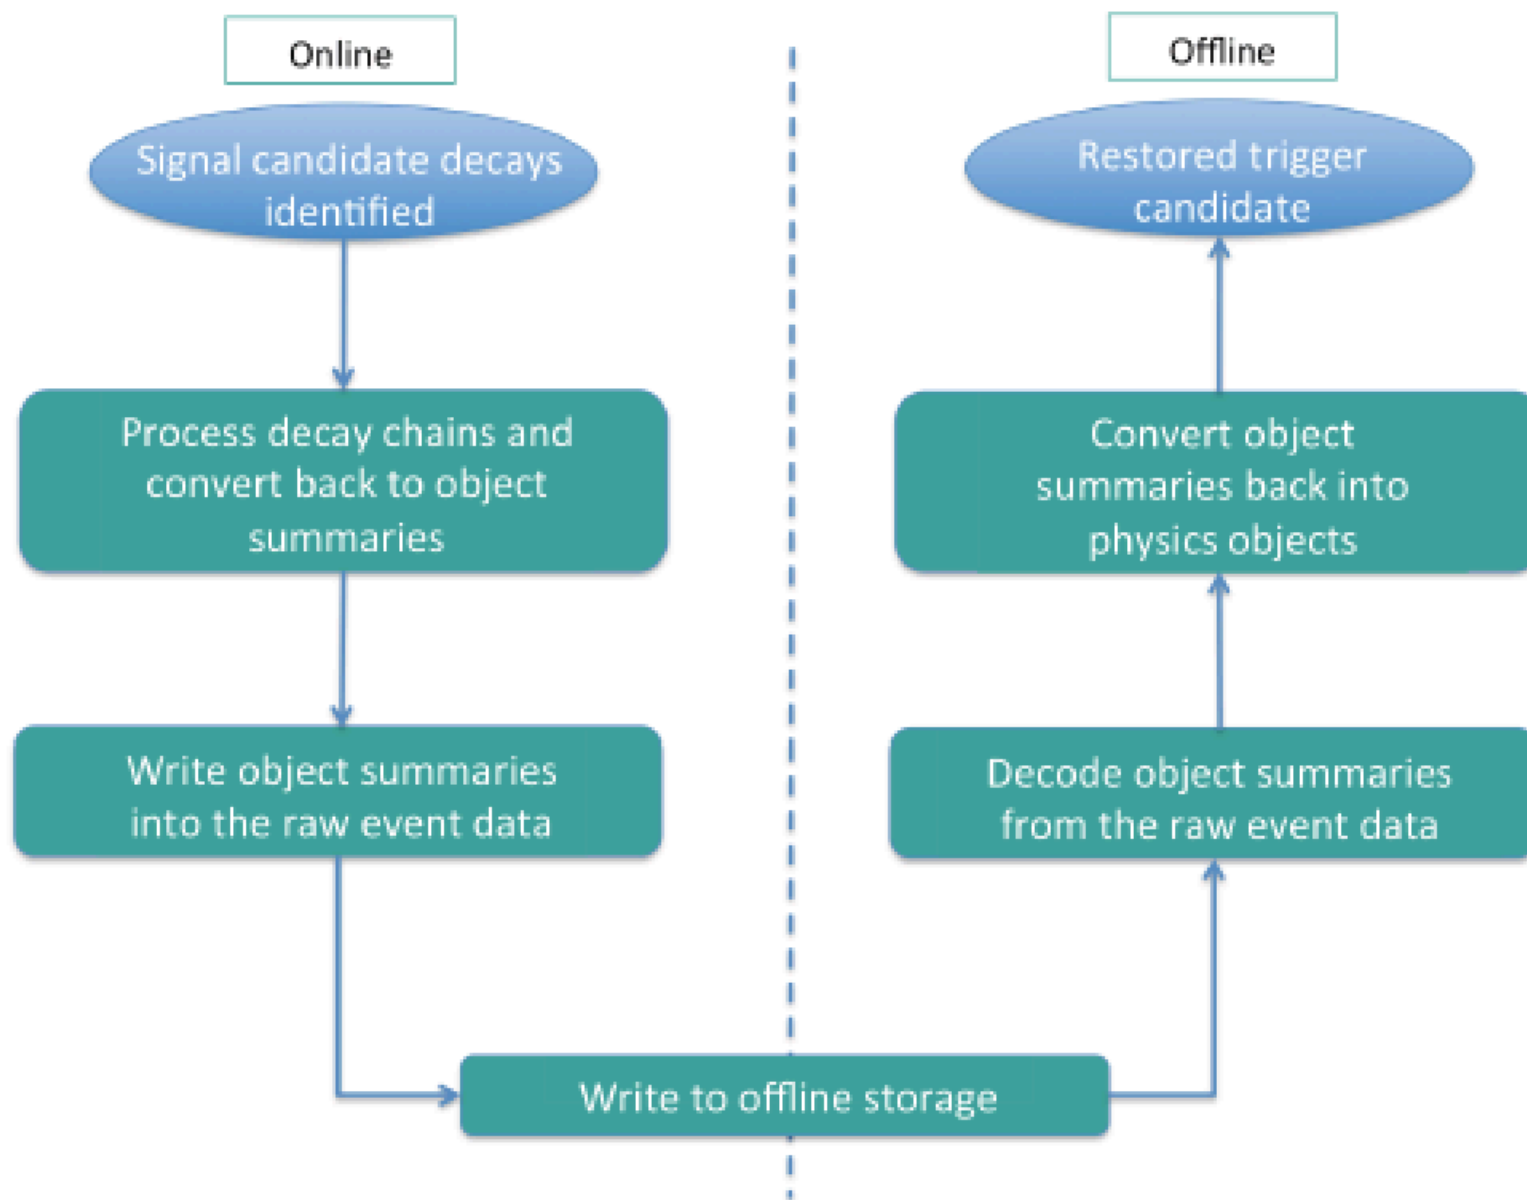 Online
Signal candidate decays
identified
Process decay chains and
convert back to object
summaries
Write object summaries
into the raw event data
Write to offline storage
Offline
Restored trigger
candidate
Convert object
summaries back into
physics objects
Decode object summaries
from the raw event data